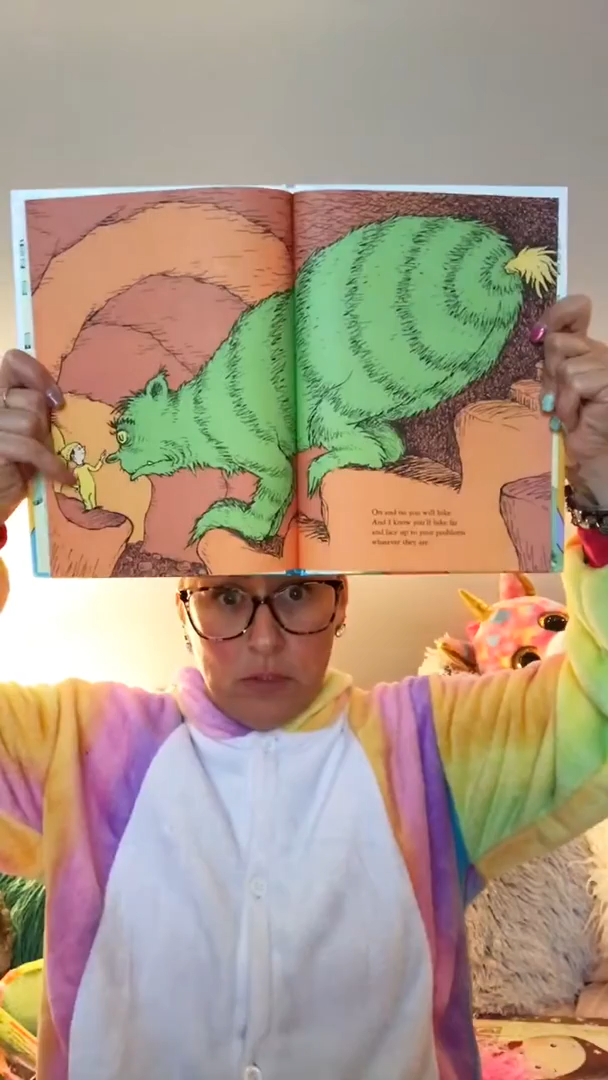 On and on you will hike.
And I know you'll hike far
and face up to your problems
whatever they are.